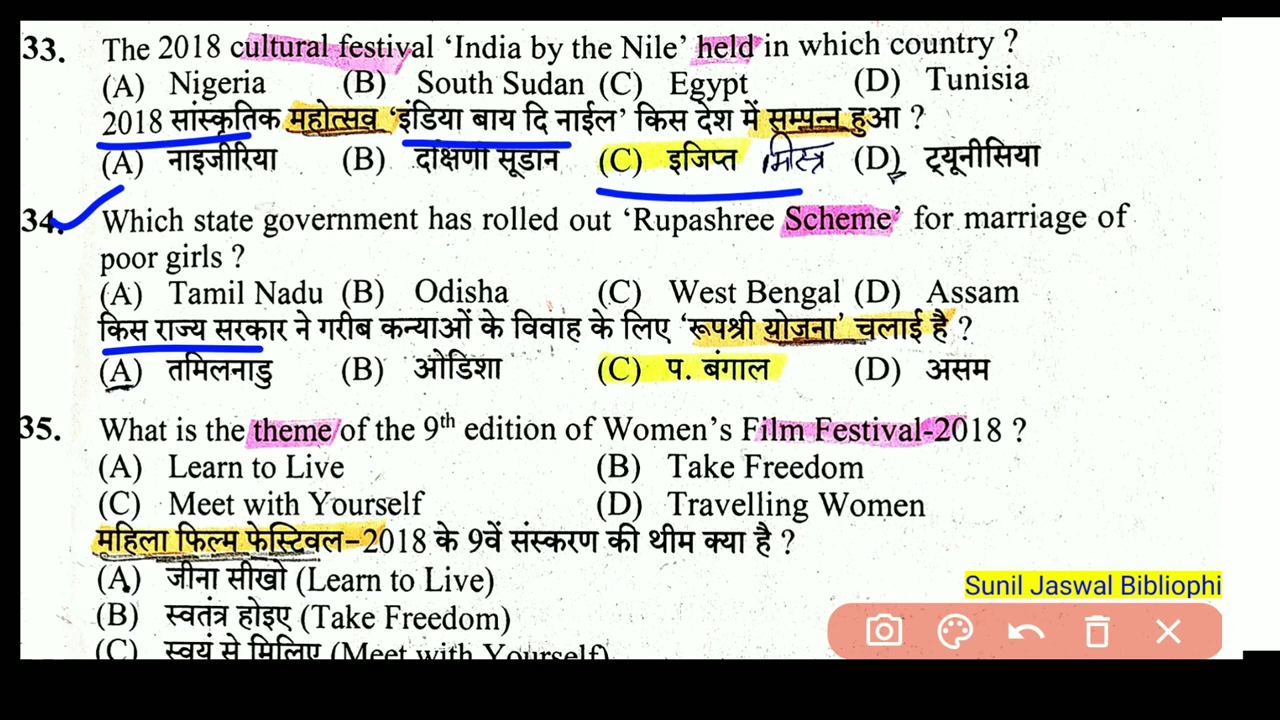 33. The 2018 cultural festival ‘India by the Nile’ held in which country ?
(A) Nigeria (B) South Sudan (C) Egypt (D) Tunisia
2018 सांस्कृतिक महोत्सव ‘इंडिया बाय दि नाईल’ किस देश में सम्पन्न हुआ ?
(A) नाइजीरिया (B) दक्षिणी सूडान (C) इजिप्त मिस्त्र (D) ट्यूनीसिया
34. Which state government has rolled out ‘Rupashree Scheme’ for marriage of
poor girls ?
(A) Tamil Nadu (B) Odisha (C) West Bengal (D) Assam
किस राज्य सरकार ने गरीब कन्याओं के विवाह के लिए ‘रूपश्री योजना’ चलाई है ?
(A) तमिलनाडु (B) ओडिशा (C) प. बंगाल (D) असम
35. What is the theme of the 9th edition of Women’s Film Festival-2018 ?
(A) Learn to Live (B) Take Freedom
(C) Meet with Yourself (D) Travelling Women
महिला फिल्म फेस्टिवल–2018 के 9वें संस्करण की थीम क्या है ?
(A) जीना सीखो (Learn to Live)
(B) स्वतंत्र होइए (Take Freedom)
(C) स्वयं से मिलिए (Meet with Yourself)
Sunil Jaswal Bibliophi